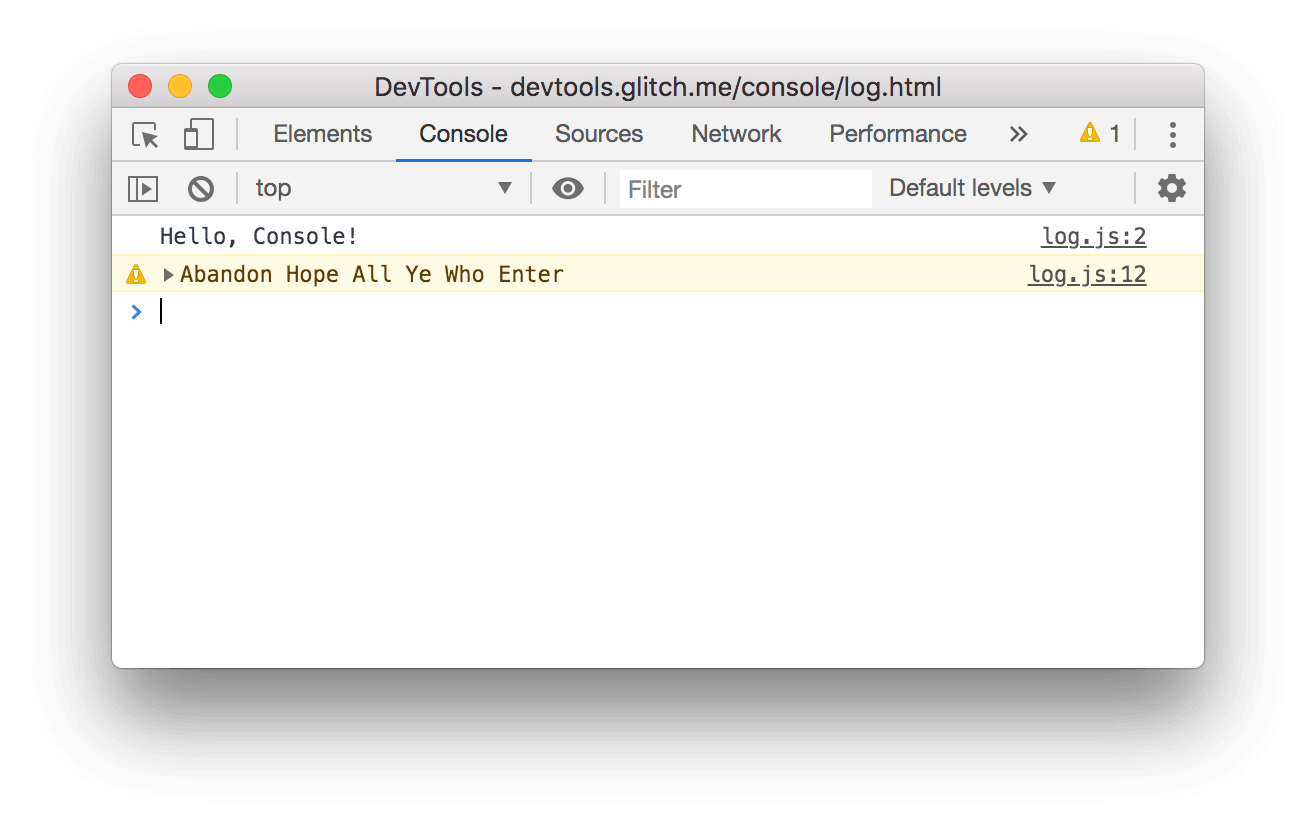 DevTools - devtools.glitch.me/console/log.html
Elements Console Sources Network Performance » 1
top Filter Default levels
Hello, Console! log.js:2
Abandon Hope All Ye Who Enter log.js:12